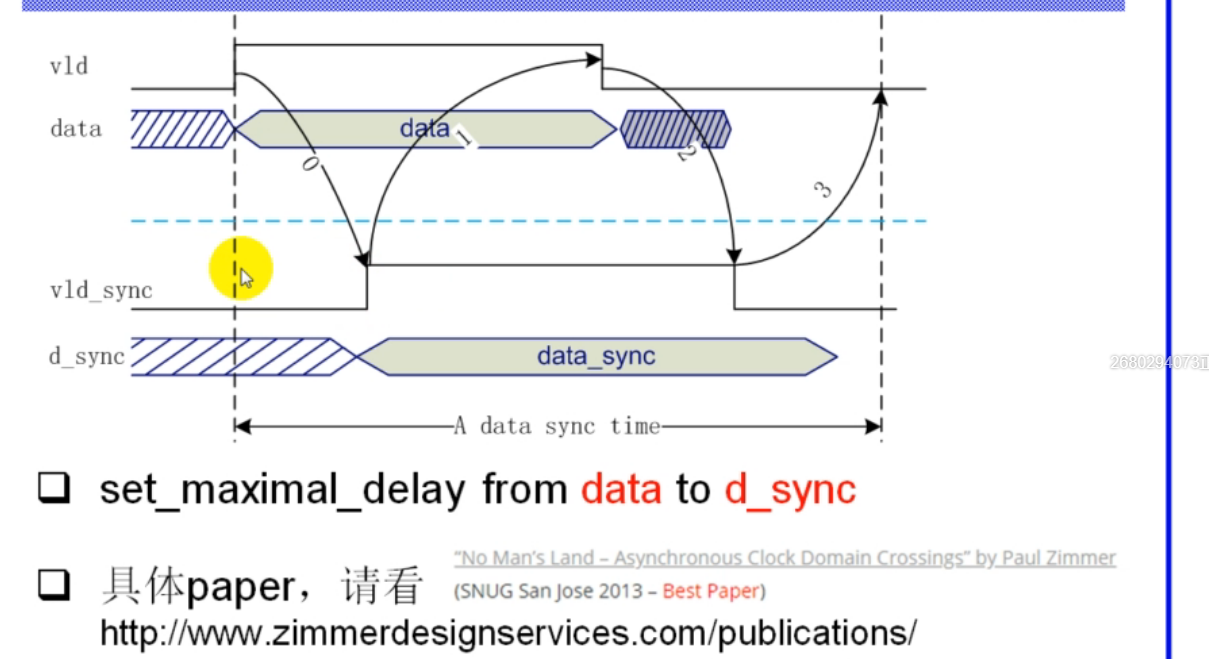 vld
data
data
0
1
2
3
vld_sync
d_sync
data_sync
A data sync time
set_maximal_delay from data to d_sync
具体paper，请看
“No Man’s Land – Asynchronous Clock Domain Crossings” by Paul Zimmer
(SNUG San Jose 2013 – Best Paper)
http://www.zimmerdesignservices.com/publications/